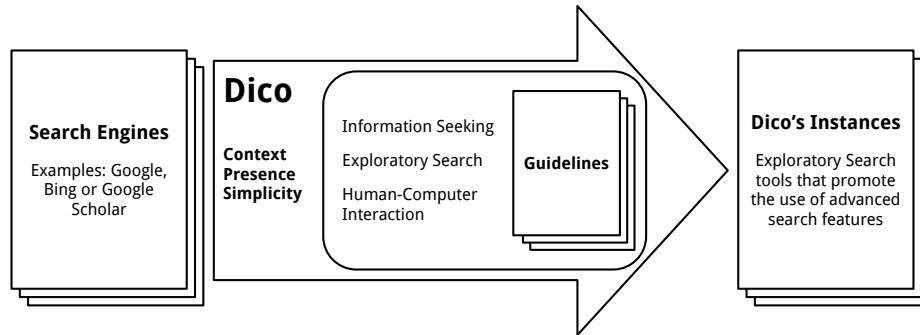 Search Engines
Examples: Google,
Bing or Google
Scholar
Dico
Context
Presence
Simplicity
Information Seeking
Exploratory Search
Human-Computer
Interaction
Guidelines
Dico's Instances
Exploratory Search
tools that promote
the use of advanced
search features